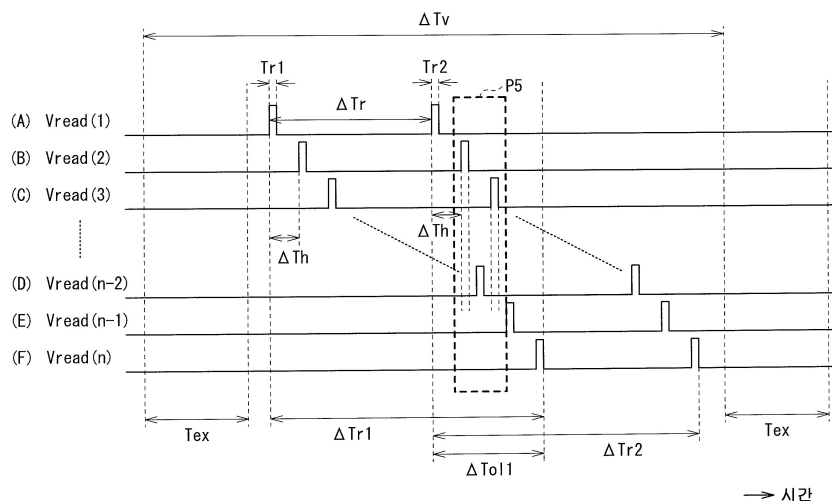 ΔTv
Tr1
Tr2
P5
ΔTr
(A) Vread(1)
(B) Vread(2)
(C) Vread(3)
ΔTh
ΔTh
(D) Vread(n-2)
(E) Vread(n-1)
(F) Vread(n)
Tex
ΔTr1
ΔTr2
Tex
ΔTol1
시간